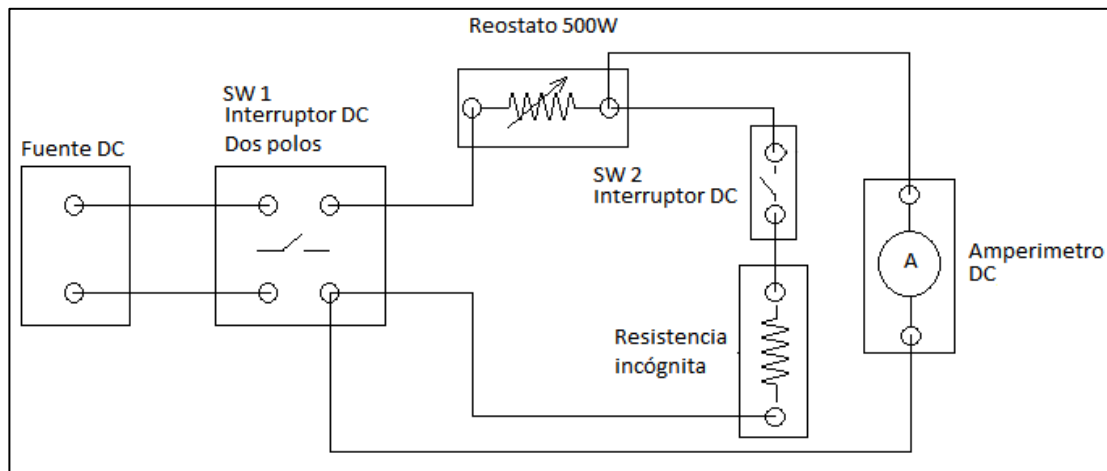 Reostato 500W
SW 1
Interruptor DC
Dos polos
Fuente DC
SW 2
Interruptor DC
A
Amperimetro
DC
Resistencia
incógnita